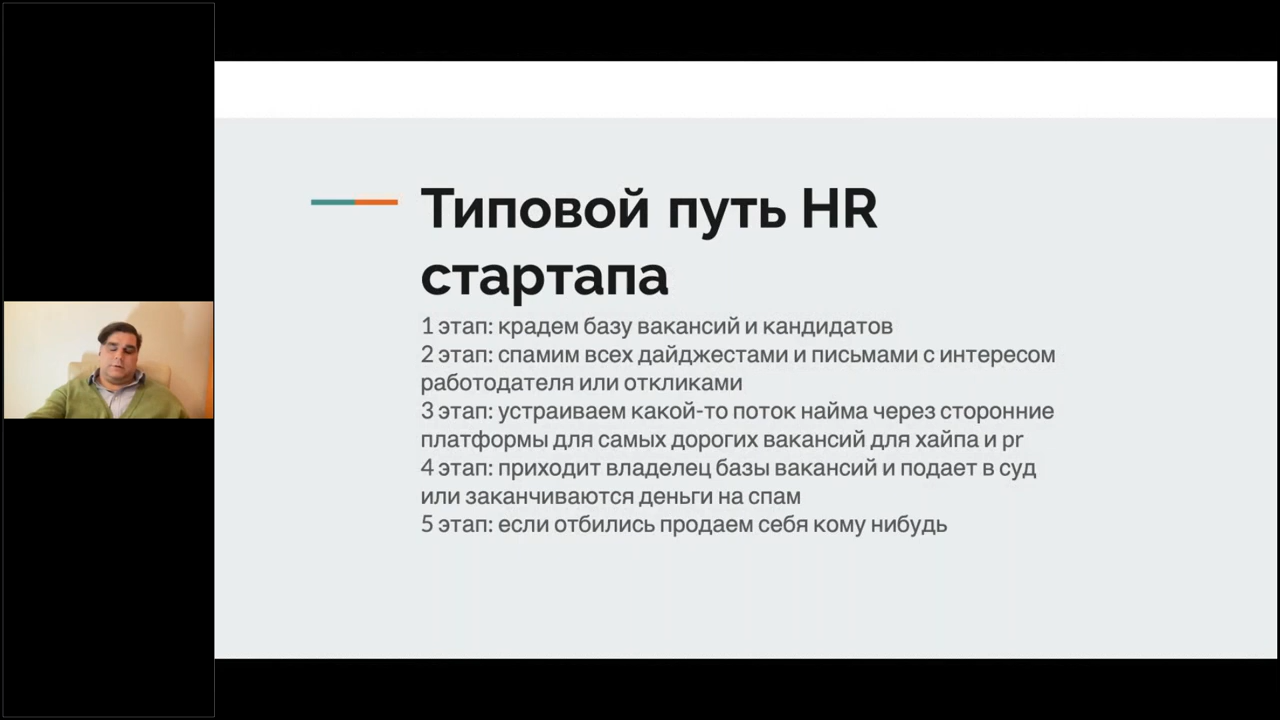 Типовой путь HR
стартапа
1 этап: крадем базу вакансий и кандидатов
2 этап: спамим всех дайджестами и письмами с интересом
работодателя или откликами
3 этап: устраиваем какой-то поток найма через сторонние
платформы для самых дорогих вакансий для хайпа и pr
4 этап: приходит владелец базы вакансий и подает в суд
или заканчиваются деньги на спам
5 этап: если отбились продаем себя кому нибудь